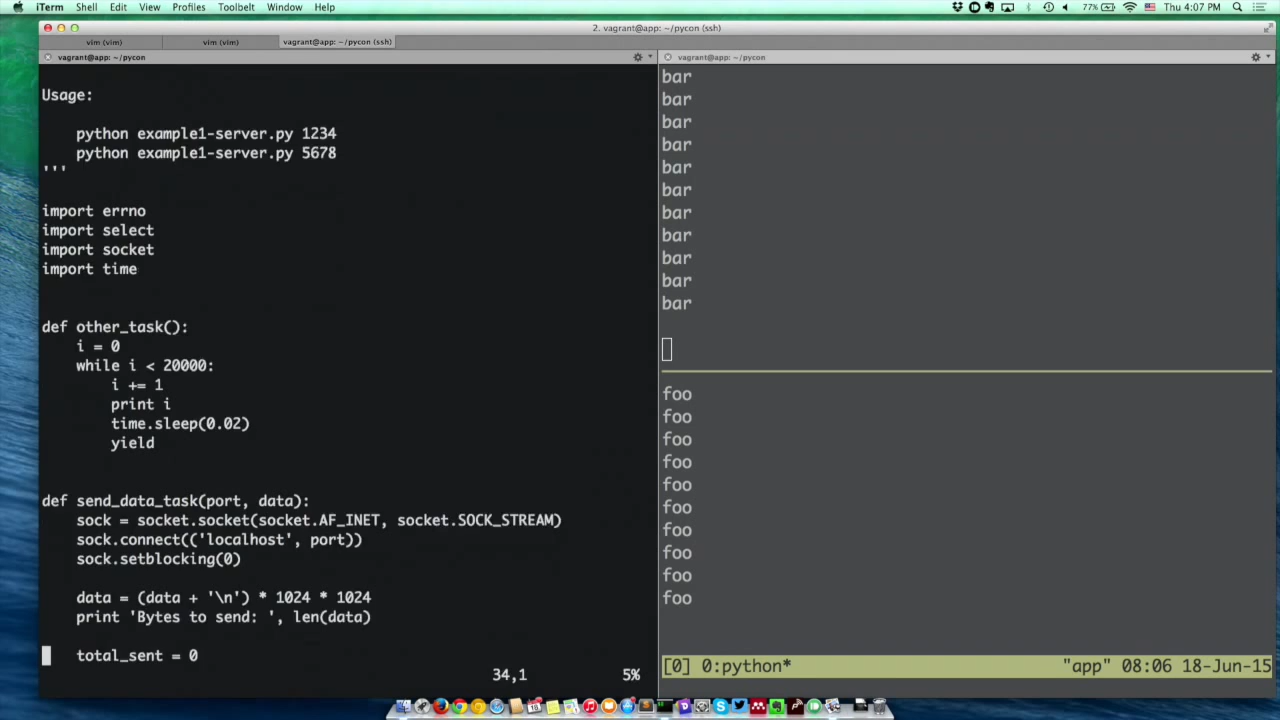 iTerm Shell Edit View Profiles Toolbelt Window Help
77% Thu 4:07 PM
2. vagrant@app: ~/pycon (ssh)
vim (vim) vim (vim) vagrant@app: ~/pycon (ssh)
vagrant@app: ~/pycon
Usage:
python example1-server.py 1234
python example1-server.py 5678
'''
import errno
import select
import socket
import time
def other_task():
i = 0
while i < 20000:
i += 1
print i
time.sleep(0.02)
yield
def send_data_task(port, data):
sock = socket.socket(socket.AF_INET, socket.SOCK_STREAM)
sock.connect(('localhost', port))
sock.setblocking(0)
data = (data + '\n') * 1024 * 1024
print 'Bytes to send: ', len(data)
total_sent = 0
34,1 5%
vagrant@app: ~/pycon
bar
bar
bar
bar
bar
bar
bar
bar
bar
bar
bar
foo
foo
foo
foo
foo
foo
foo
foo
foo
foo
[0] 0:python* "app" 08:06 18-Jun-15